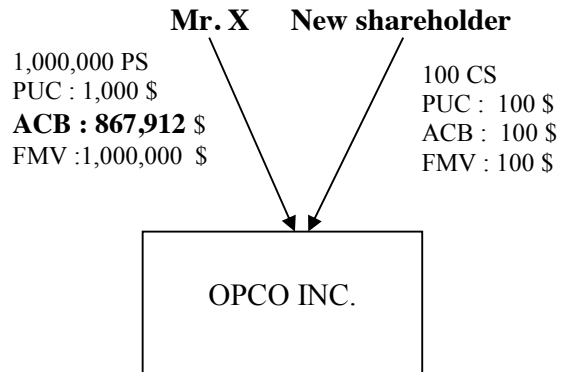 Mr. X New shareholder
1,000,000 PS
PUC : 1,000 $
ACB : 867,912 $
FMV :1,000,000 $
100 CS
PUC : 100 $
ACB : 100 $
FMV : 100 $
OPCO INC.